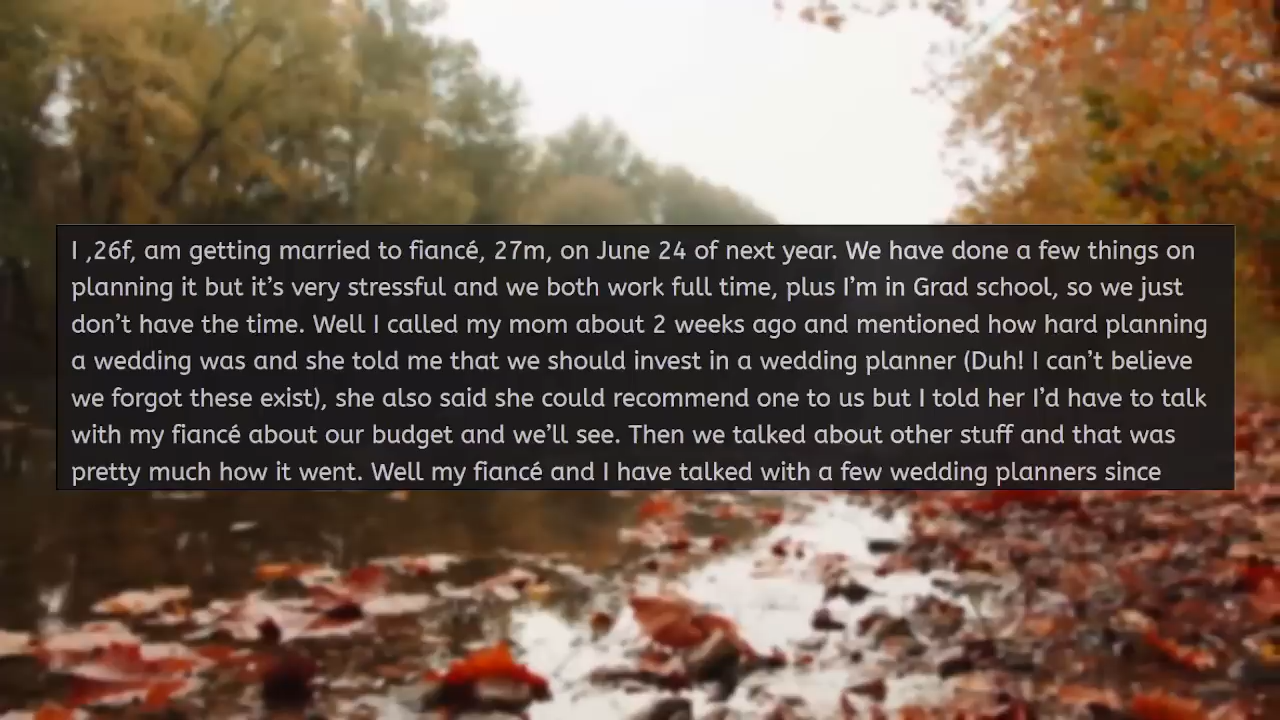 I ,26f, am getting married to fiancé, 27m, on June 24 of next year. We have done a few things on
planning it but it’s very stressful and we both work full time, plus I’m in Grad school, so we just
don’t have the time. Well I called my mom about 2 weeks ago and mentioned how hard planning
a wedding was and she told me that we should invest in a wedding planner (Duh! I can’t believe
we forgot these exist), she also said she could recommend one to us but I told her I’d have to talk
with my fiancé about our budget and we’ll see. Then we talked about other stuff and that was
pretty much how it went. Well my fiancé and I have talked with a few wedding planners since